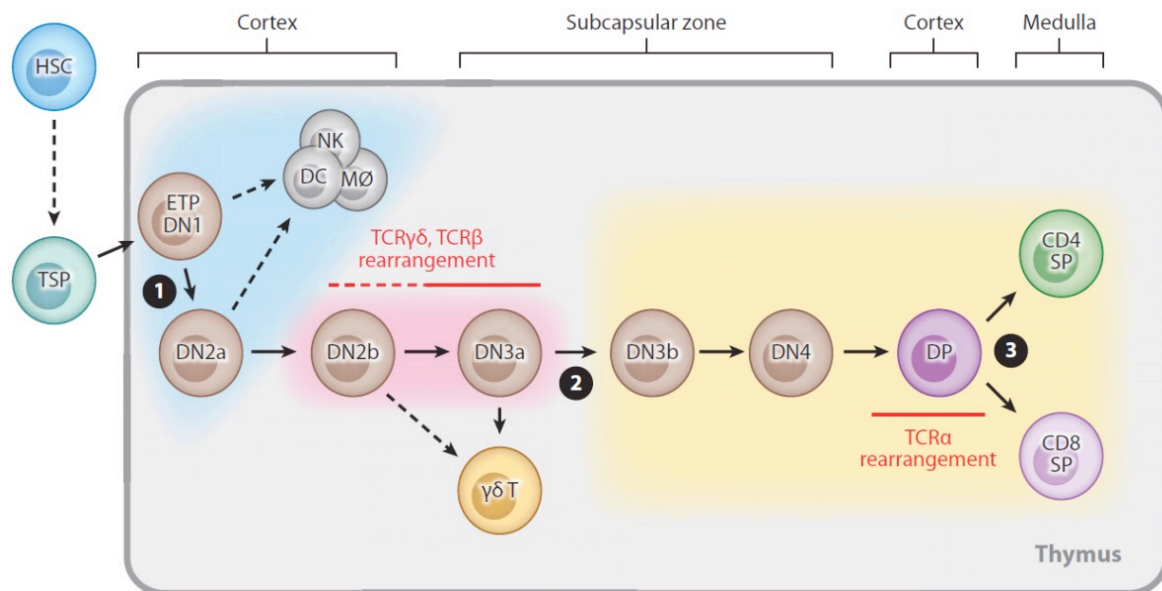 Cortex
Subcapsular zone
Cortex
Medulla
HSC
NK
DC
MØ
ETP
DN1
TSP
TCRγδ, TCRβ
rearrangement
CD4
SP
1
DN2a
DN2b
DN3a
2
DN3b
DN4
DP
3
TCRα
rearrangement
CD8
SP
γδ T
Thymus